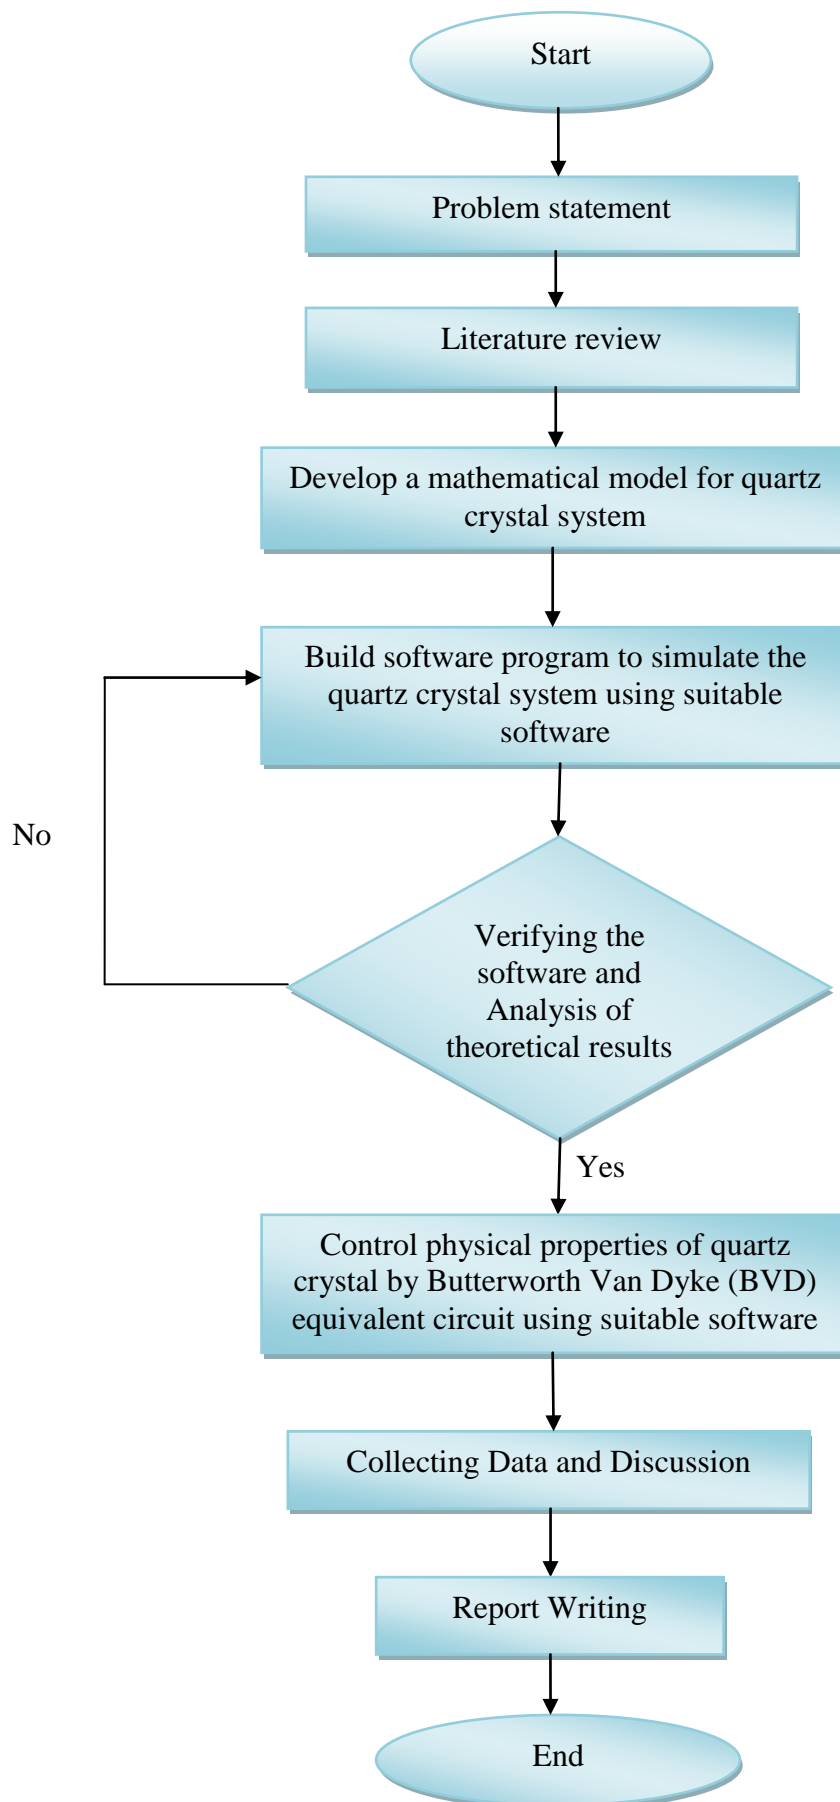 Start
Problem statement
Literature review
Develop a mathematical model for quartz
crystal system
Build software program to simulate the
quartz crystal system using suitable
software
No
Verifying the
software and
Analysis of
theoretical results
Yes
Control physical properties of quartz
crystal by Butterworth Van Dyke (BVD)
equivalent circuit using suitable software
Collecting Data and Discussion
Report Writing
End